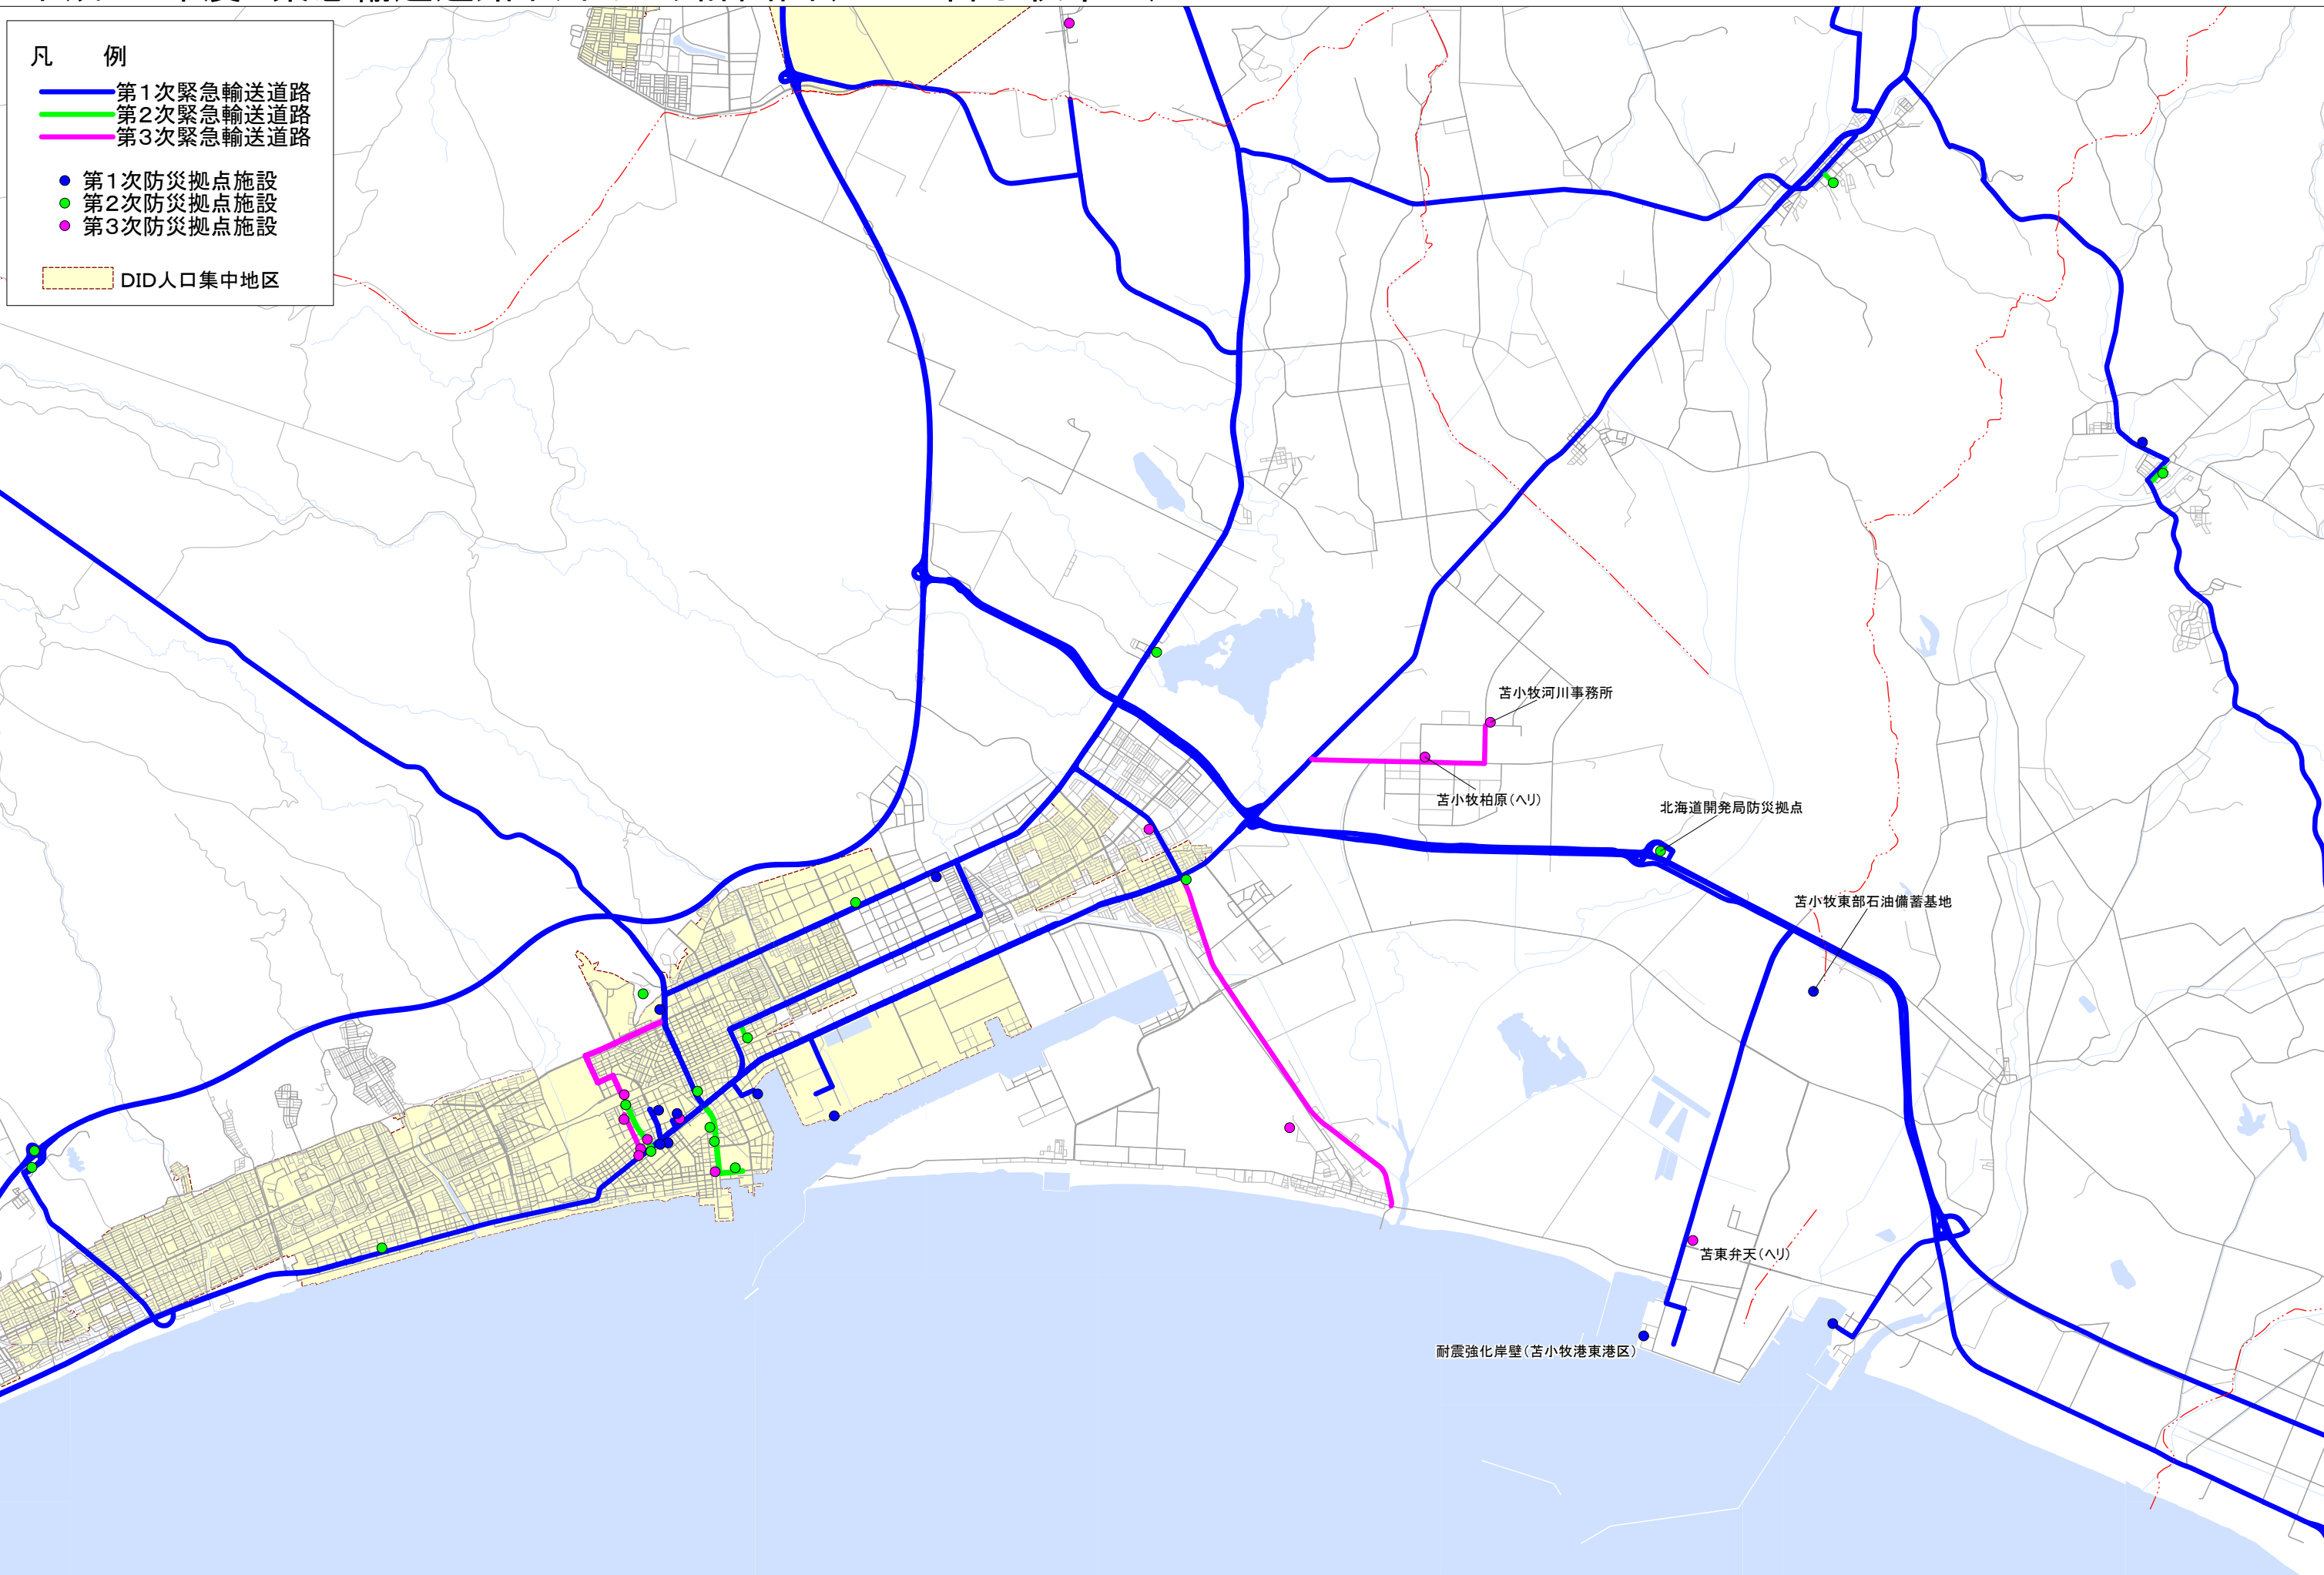 凡　例
第1次緊急輸送道路
第2次緊急輸送道路
第3次緊急輸送道路
第1次防災拠点施設
第2次防災拠点施設
第3次防災拠点施設
DID人口集中地区
苫小牧河川事務所
苫小牧柏原(ヘリ)
北海道開発局防災拠点
苫小牧東部石油備蓄基地
苫東弁天(ヘリ)
耐震強化岸壁(苫小牧港東港区)